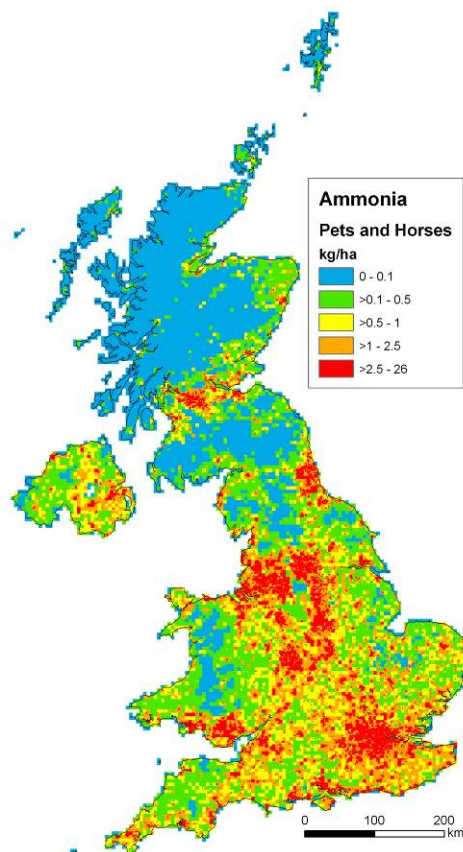 Ammonia
Pets and Horses
kg/ha
0 - 0.1
>0.1 - 0.5
>0.5 - 1
>1 - 2.5
>2.5 - 26
0 100 200
km